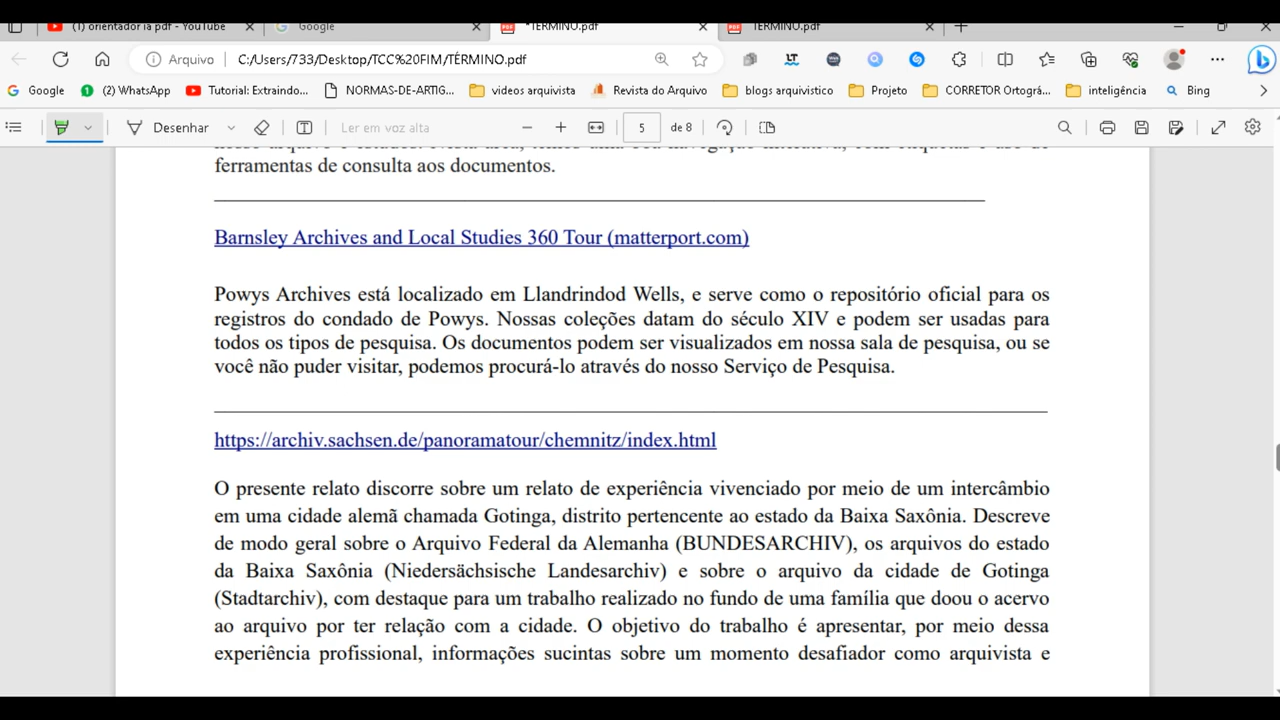 (1) orientador ia pdf - YouTube
Google
*TÉRMINO.pdf
TÉRMINO.pdf
Arquivo
C:/Users/733/Desktop/TCC%20FIM/TÉRMINO.pdf
Google
(2) WhatsApp
Tutorial: Extraindo...
NORMAS-DE-ARTIG...
videos arquivista
Revista do Arquivo
blogs arquivistico
Projeto
CORRETOR Ortográ...
inteligência
Bing
Desenhar
Ler em voz alta
5
de 8
ferramentas de consulta aos documentos.
Barnsley Archives and Local Studies 360 Tour (matterport.com)
Powys Archives está localizado em Llandrindod Wells, e serve como o repositório oficial para os
registros do condado de Powys. Nossas coleções datam do século XIV e podem ser usadas para
todos os tipos de pesquisa. Os documentos podem ser visualizados em nossa sala de pesquisa, ou se
você não puder visitar, podemos procurá-lo através do nosso Serviço de Pesquisa.
https://archiv.sachsen.de/panoramatour/chemnitz/index.html
O presente relato discorre sobre um relato de experiência vivenciado por meio de um intercâmbio
em uma cidade alemã chamada Gotinga, distrito pertencente ao estado da Baixa Saxônia. Descreve
de modo geral sobre o Arquivo Federal da Alemanha (BUNDESARCHIV), os arquivos do estado
da Baixa Saxônia (Niedersächsische Landesarchiv) e sobre o arquivo da cidade de Gotinga
(Stadtarchiv), com destaque para um trabalho realizado no fundo de uma família que doou o acervo
ao arquivo por ter relação com a cidade. O objetivo do trabalho é apresentar, por meio dessa
experiência profissional, informações sucintas sobre um momento desafiador como arquivista e